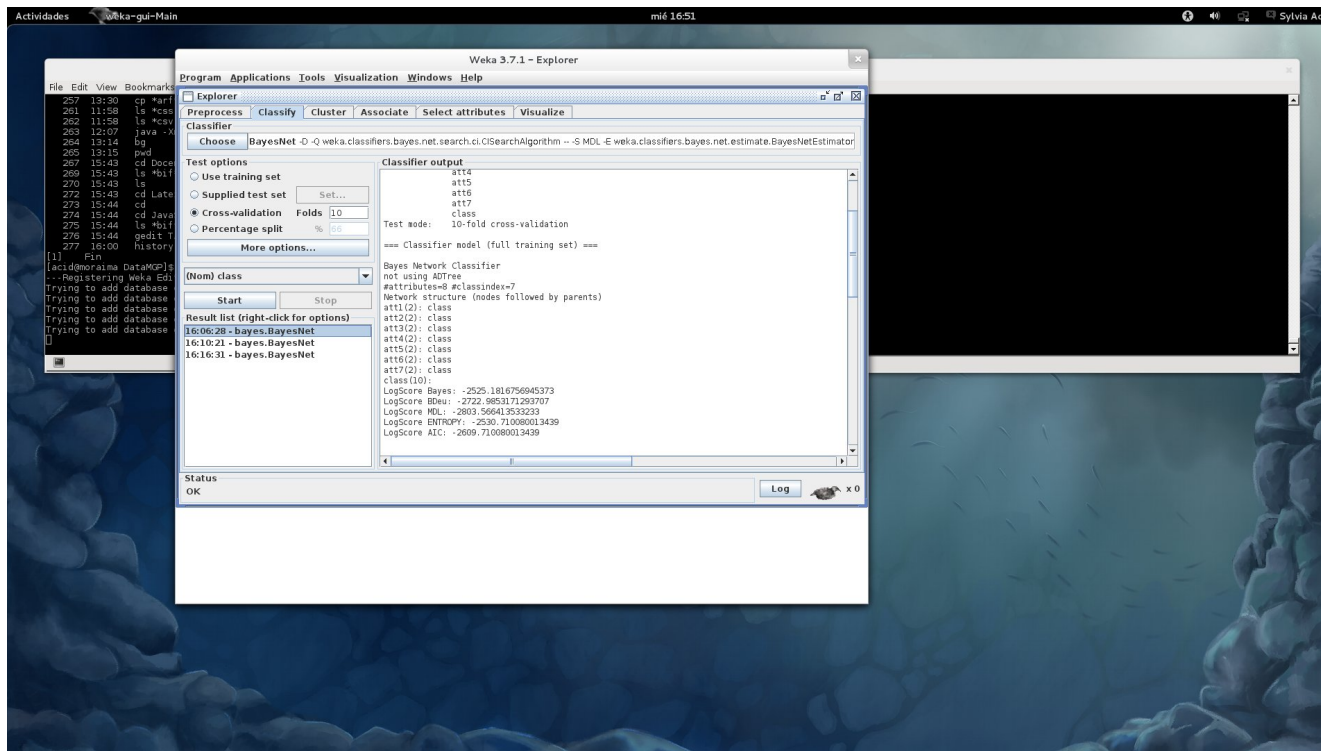 Actividades weka-gui-Main mié 16:51 Sylvia Ac
File Edit View Bookmarks
257 13:30 cp *arf
261 11:58 ls *css
262 11:58 ls *csv
263 12:07 java -X
264 13:14 bg
265 13:15 pwd
267 15:43 cd Doce
269 15:43 ls *bif
270 15:43 ls
272 15:43 cd Late
273 15:44 cd
274 15:44 cd Java
275 15:44 ls *bif
276 15:44 gedit T
277 16:00 history
[1] Fin
[acid@moraima DataMGP]$
---Registering Weka Edi
Trying to add database
Trying to add database
Trying to add database
Trying to add database
Trying to add database
Weka 3.7.1 - Explorer
Program Applications Tools Visualization Windows Help
Explorer
Preprocess Classify Cluster Associate Select attributes Visualize
Classifier
Choose BayesNet -D -Q weka.classifiers.bayes.net.search.ci.CISearchAlgorithm -- -S MDL -E weka.classifiers.bayes.net.estimate.BayesNetEstimator
Test options
Use training set
Supplied test set Set...
Cross-validation Folds 10
Percentage split % 66
More options...
(Nom) class
Start Stop
Result list (right-click for options)
16:06:28 - bayes.BayesNet
16:10:21 - bayes.BayesNet
16:16:31 - bayes.BayesNet
Classifier output
att4
att5
att6
att7
class
Test mode: 10-fold cross-validation
=== Classifier model (full training set) ===
Bayes Network Classifier
not using ADTree
#attributes=8 #classindex=7
Network structure (nodes followed by parents)
att1(2): class
att2(2): class
att3(2): class
att4(2): class
att5(2): class
att6(2): class
att7(2): class
class(10):
LogScore Bayes: -2525.1816756945373
LogScore BDeu: -2722.9853171293707
LogScore MDL: -2803.566413533233
LogScore ENTROPY: -2530.710080013439
LogScore AIC: -2609.710080013439
Status
OK
Log x 0